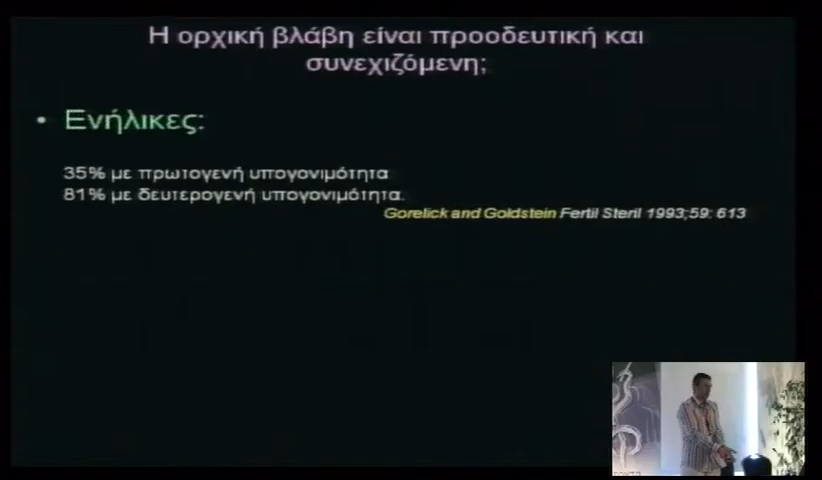 Η ορχική βλάβη είναι προοδευτική και
συνεχιζόμενη;
• Ενήλικες:
35% με πρωτογενή υπογονιμότητα
81% με δευτερογενή υπογονιμότητα.
Gorelick and Goldstein Fertil Steril 1993;59: 613